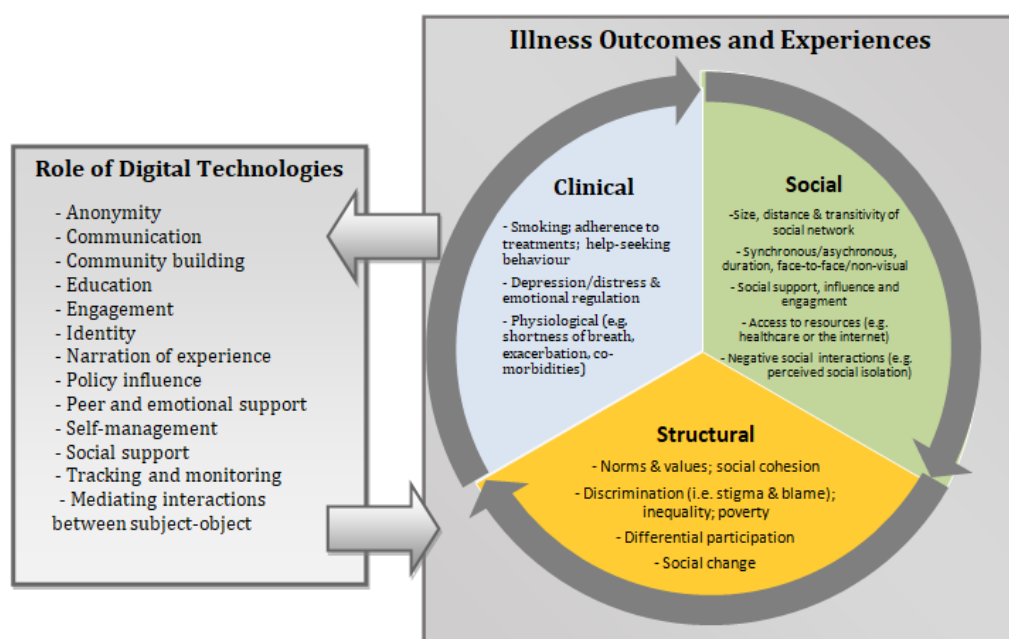 Illness Outcomes and Experiences
Role of Digital Technologies
- Anonymity
- Communication
- Community building
- Education
- Engagement
- Identity
- Narration of experience
- Policy influence
- Peer and emotional support
- Self-management
- Social support
- Tracking and monitoring
- Mediating interactions
between subject-object
Clinical
- Smoking; adherence to
treatments; help-seeking
behaviour
- Depression/distress &
emotional regulation
- Physiological (e.g.
shortness of breath,
exacerbation, co-
morbidities)
Social
-Size, distance & transitivity of
social network
- Synchronous/asychronous,
duration, face-to-face/non-visual
- Social support, influence and
engagment
- Access to resources (e.g.
healthcare or the internet)
- Negative social interactions (e.g.
perceived social isolation)
Structural
- Norms & values; social cohesion
- Discrimination (i.e. stigma & blame);
inequality; poverty
- Differential participation
- Social change